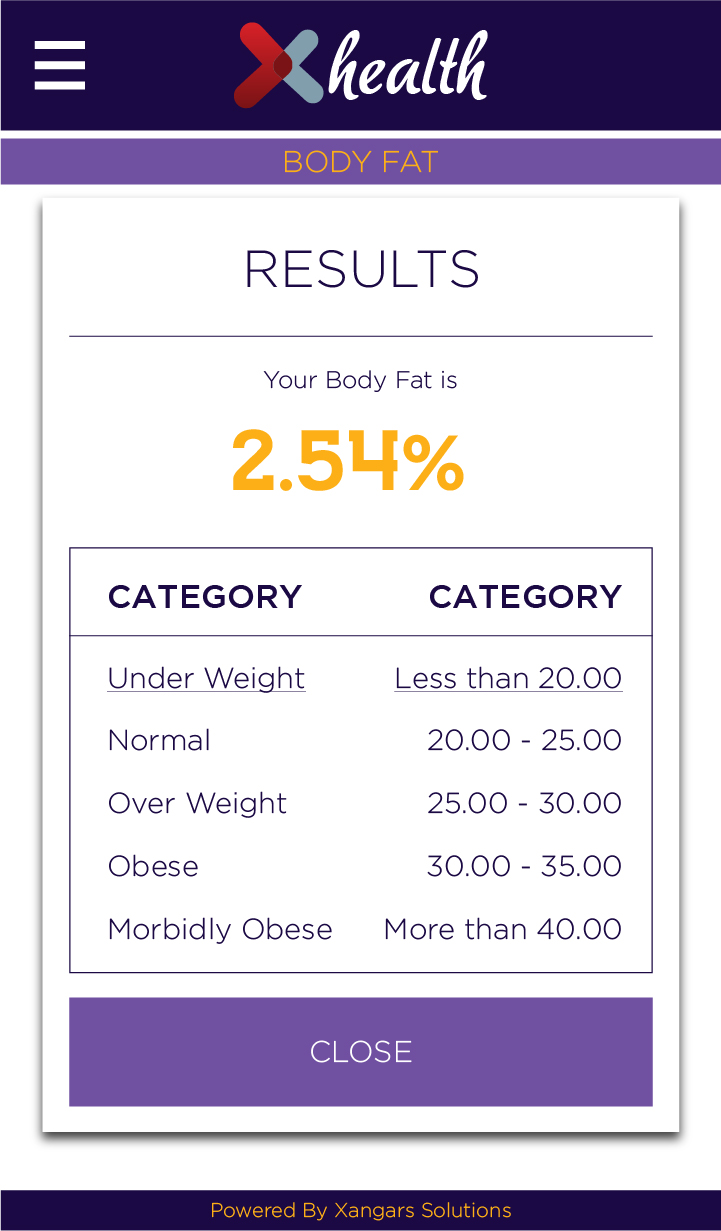 Xhealth
BODY FAT
RESULTS
Your Body Fat is
2.54%
CATEGORY CATEGORY
Under Weight Less than 20.00
Normal 20.00 - 25.00
Over Weight 25.00 - 30.00
Obese 30.00 - 35.00
Morbidly Obese More than 40.00
CLOSE
Powered By Xangars Solutions